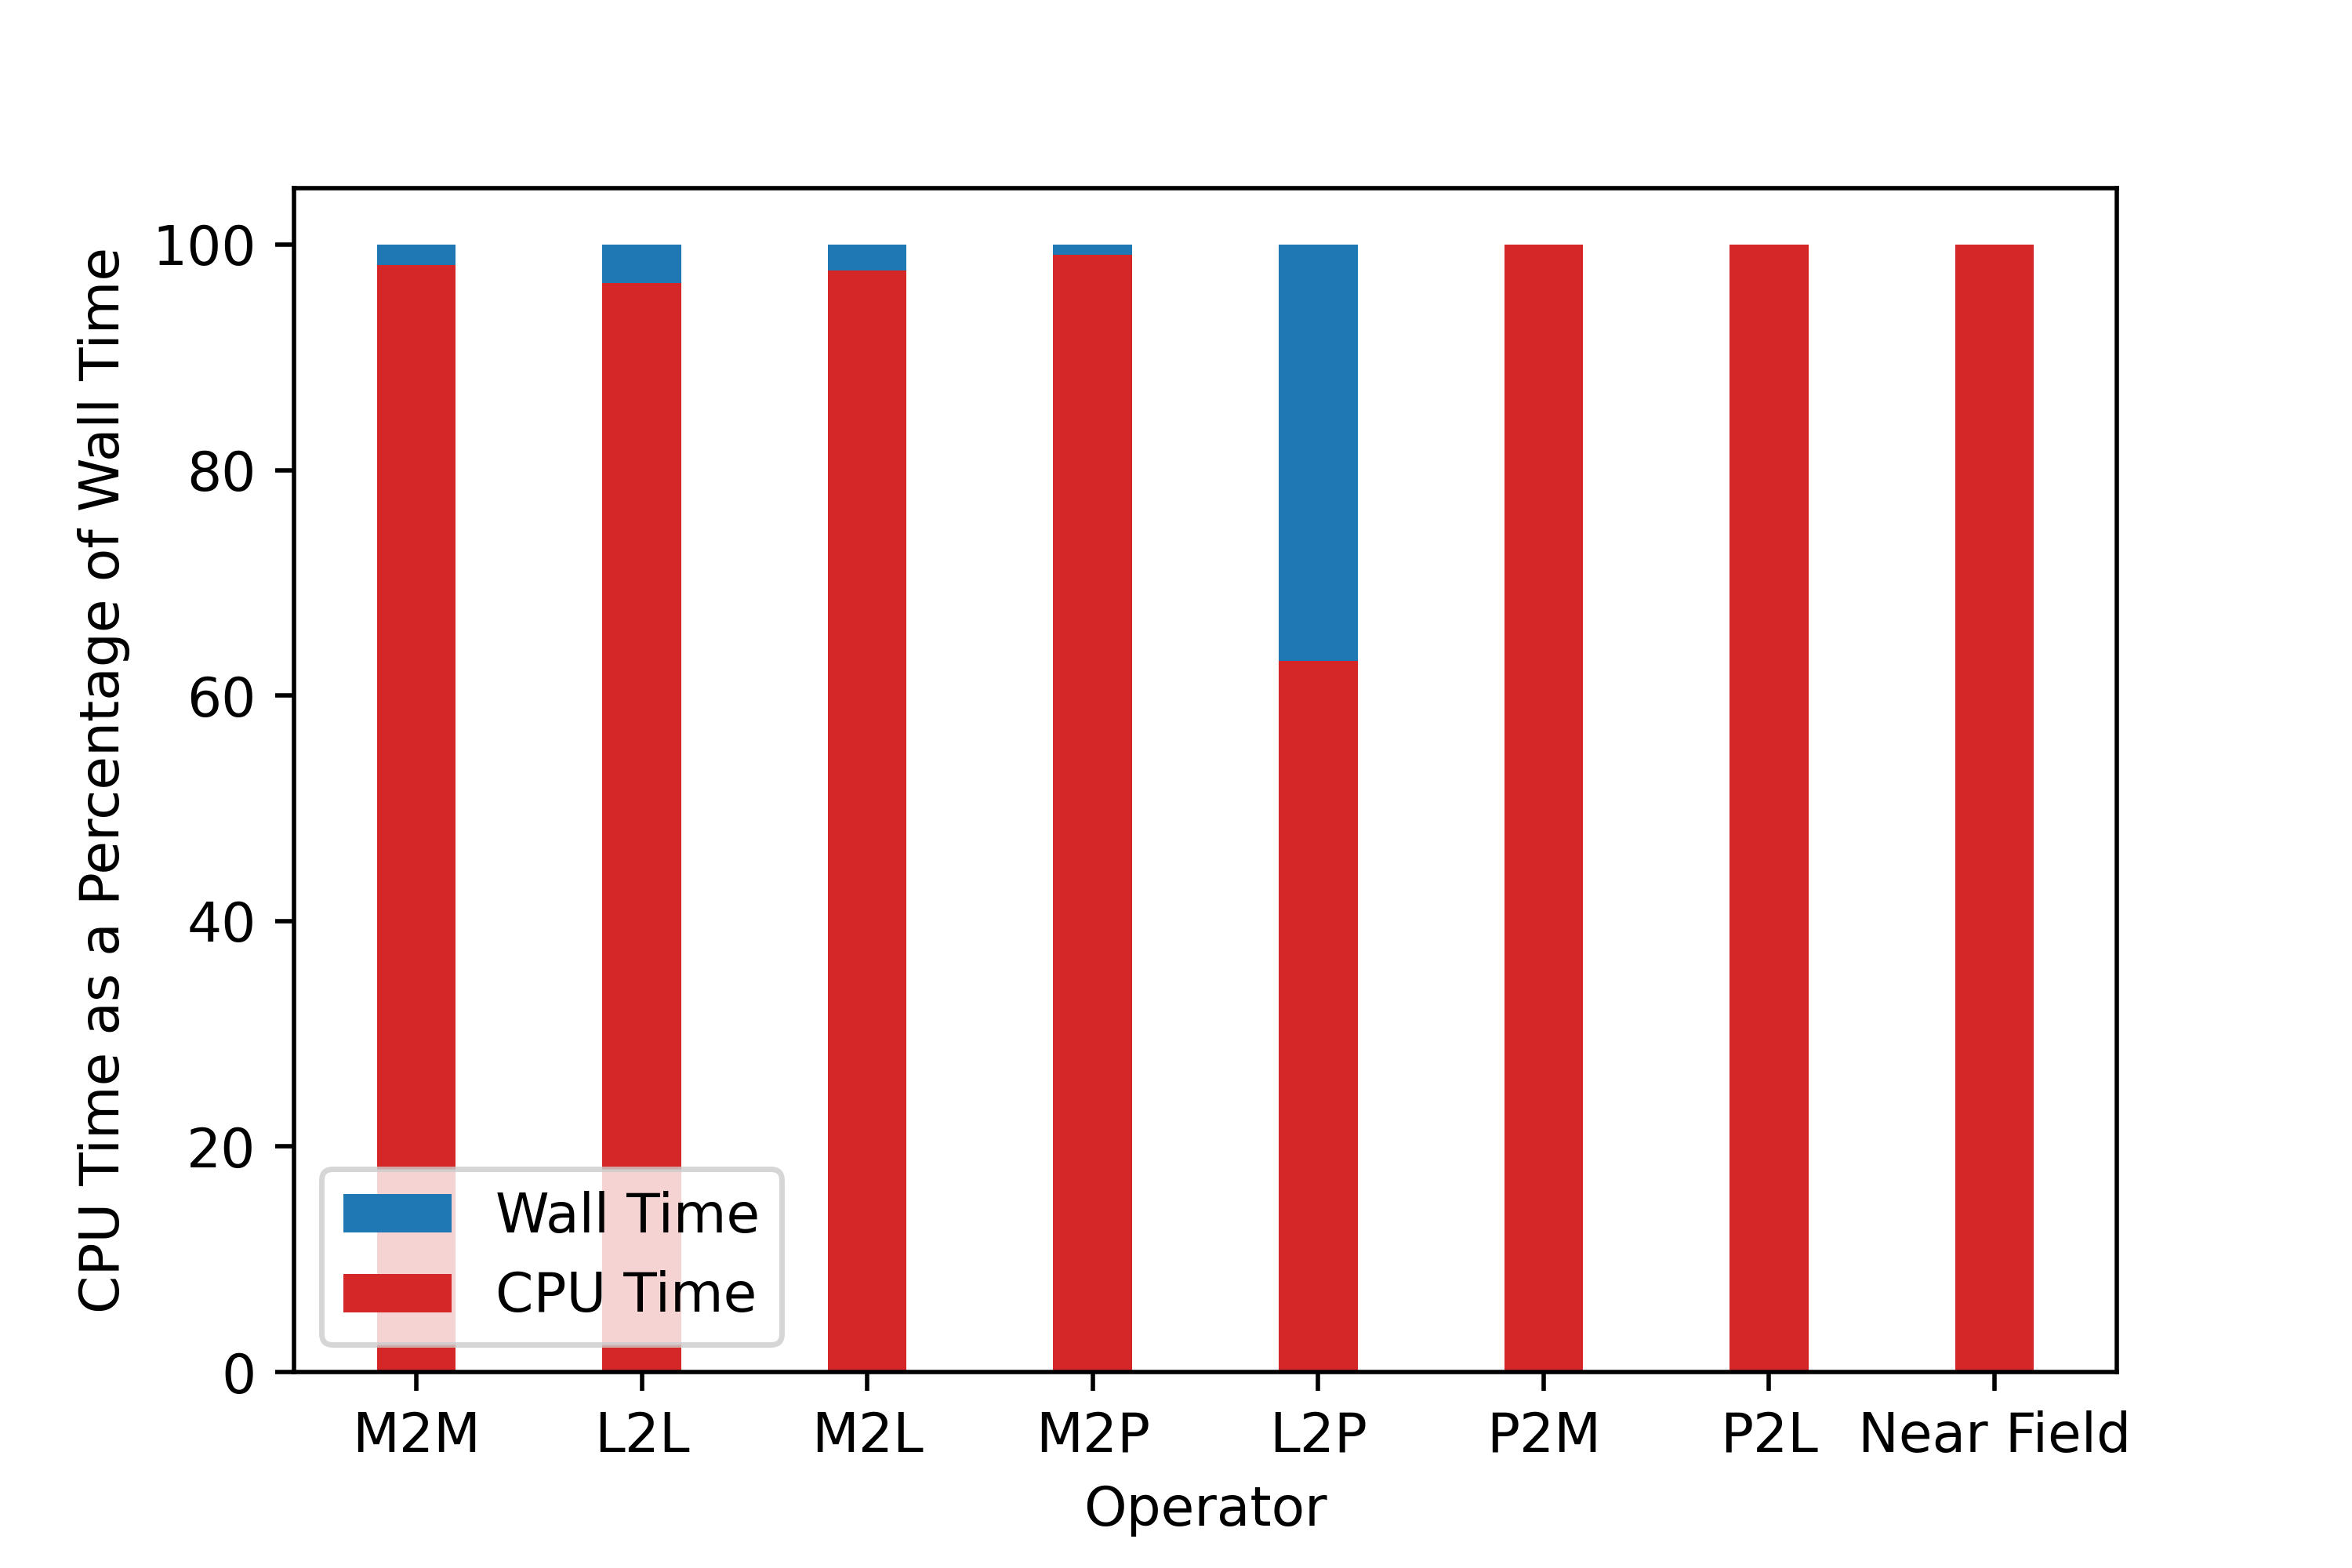 CPU Time as a Percentage of Wall Time
100
80
60
40
20
0
Wall Time
CPU Time
M2M L2L M2L M2P L2P P2M P2L Near Field
Operator